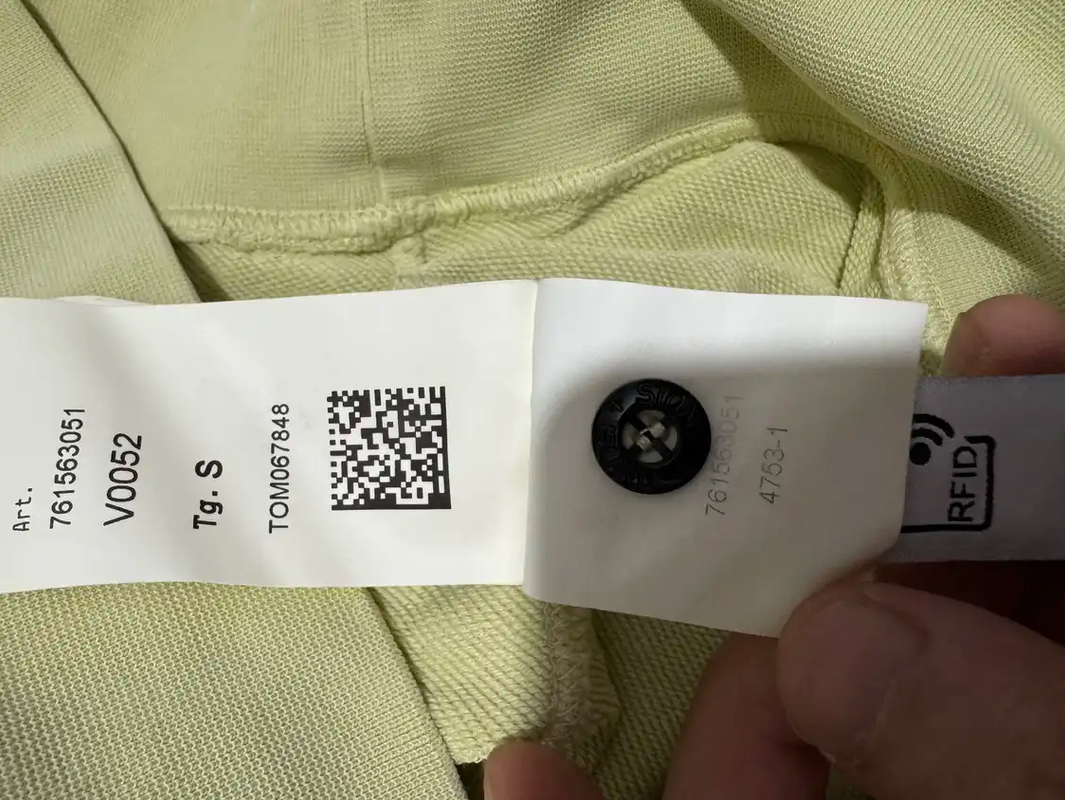 Art.
761563051
V0052
Tg. S
TOM067848
761563051
4753-1
RFID